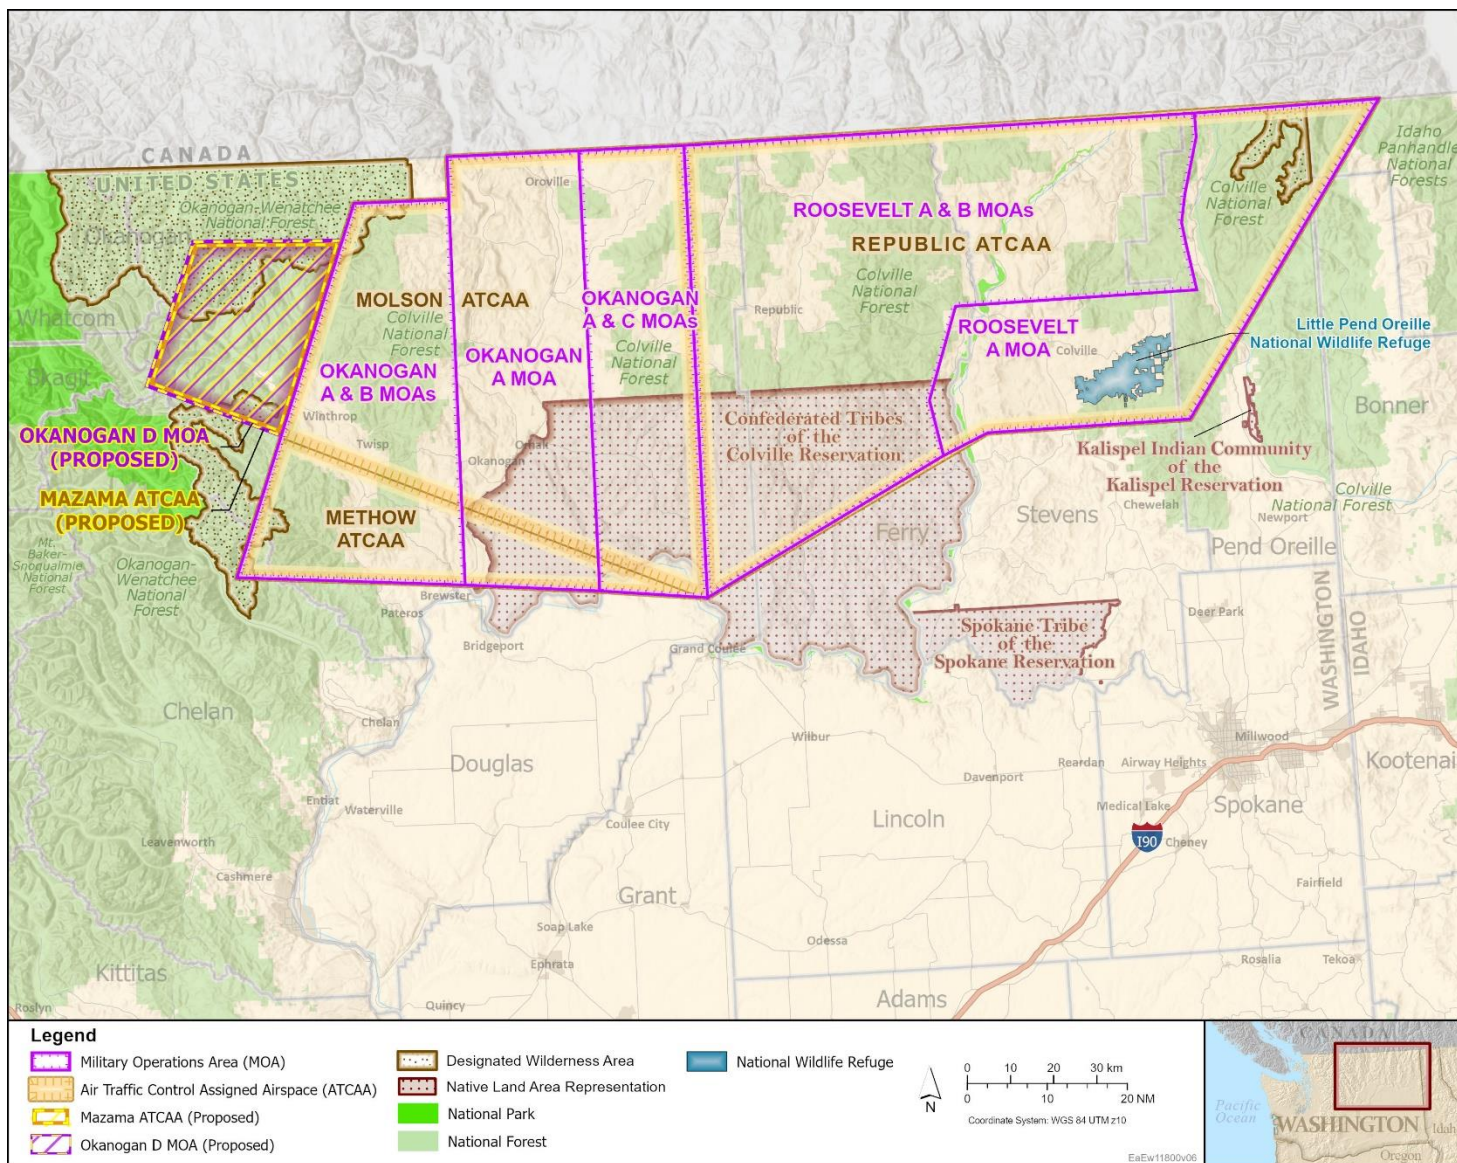 CANADA
UNITED STATES
Okanogan-Wenatchee
National Forest
Okanogan
Whatcom
Skagit
Oroville
MOLSON ATCAA
Colville
National
Forest
OKANOGAN
A & B MOAs
OKANOGAN
A MOA
OKANOGAN
A & C MOAs
Colville
National
Forest
ROOSEVELT A & B MOAs
REPUBLIC ATCAA
Colville
National
Forest
Republic
ROOSEVELT
A MOA
Colville
Colville
National
Forest
Idaho
Panhandle
National
Forests
Little Pend Oreille
National Wildlife Refuge
Bonner
Winthrop
Twisp
Omak
Okanogan
OKANOGAN D MOA
(PROPOSED)
MAZAMA ATCAA
(PROPOSED)
METHOW
ATCAA
Confederated Tribes
of the
Colville Reservation
Kalispel Indian Community
of the
Kalispel Reservation
Chewelah
Colville
National Forest
Newport
Ferry
Stevens
Pend Oreille
Mt.
Baker-
Snoqualmie
National
Forest
Okanogan-
Wenatchee
National
Forest
Pateros
Brewster
Bridgeport
Grand Coulee
Spokane Tribe
of the
Spokane Reservation
Deer Park
WASHINGTON
IDAHO
Chelan
Chelan
Douglas
Wilbur
Davenport
Reardan
Airway Heights
Millwood
Kootenai
Entiat
Waterville
Coulee City
Lincoln
Medical Lake
Spokane
I90
Cheney
Leavenworth
Cashmere
Grant
Fairfield
Soap Lake
Odessa
Ephrata
Rosalia
Tekoa
Kittitas
Roslyn
Quincy
Adams
Legend
Military Operations Area (MOA)
Air Traffic Control Assigned Airspace (ATCAA)
Mazama ATCAA (Proposed)
Okanogan D MOA (Proposed)
Designated Wilderness Area
Native Land Area Representation
National Park
National Forest
National Wildlife Refuge
N
0 10 20 30 km
0 10 20 NM
Coordinate System: WGS 84 UTM z10
EaEw11800v06
CANADA
Pacific
Ocean
WASHINGTON
Idah
Oregon